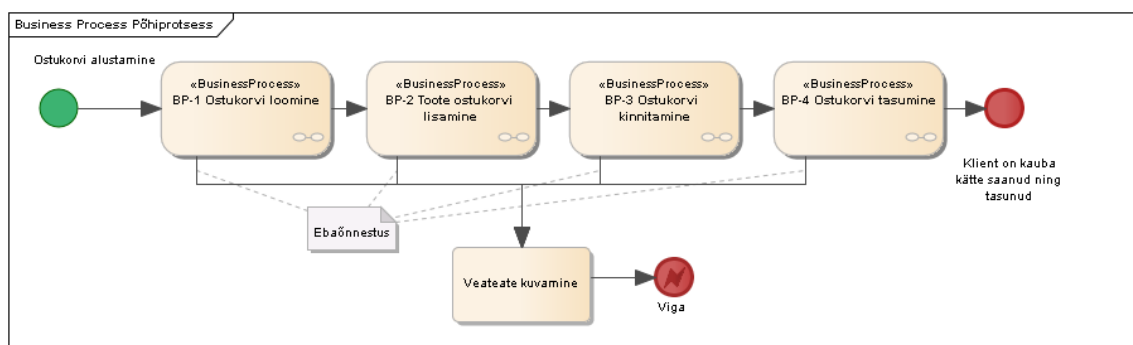 Business Process Põhiprotsess
Ostukorvi alustamine
«BusinessProcess»
BP-1 Ostukorvi loomine
«BusinessProcess»
BP-2 Toote ostukorvi
lisamine
«BusinessProcess»
BP-3 Ostukorvi
kinnitamine
«BusinessProcess»
BP-4 Ostukorvi tasumine
Klient on kauba
kätte saanud ning
tasunud
Ebaõnnestus
Veateate kuvamine
Viga